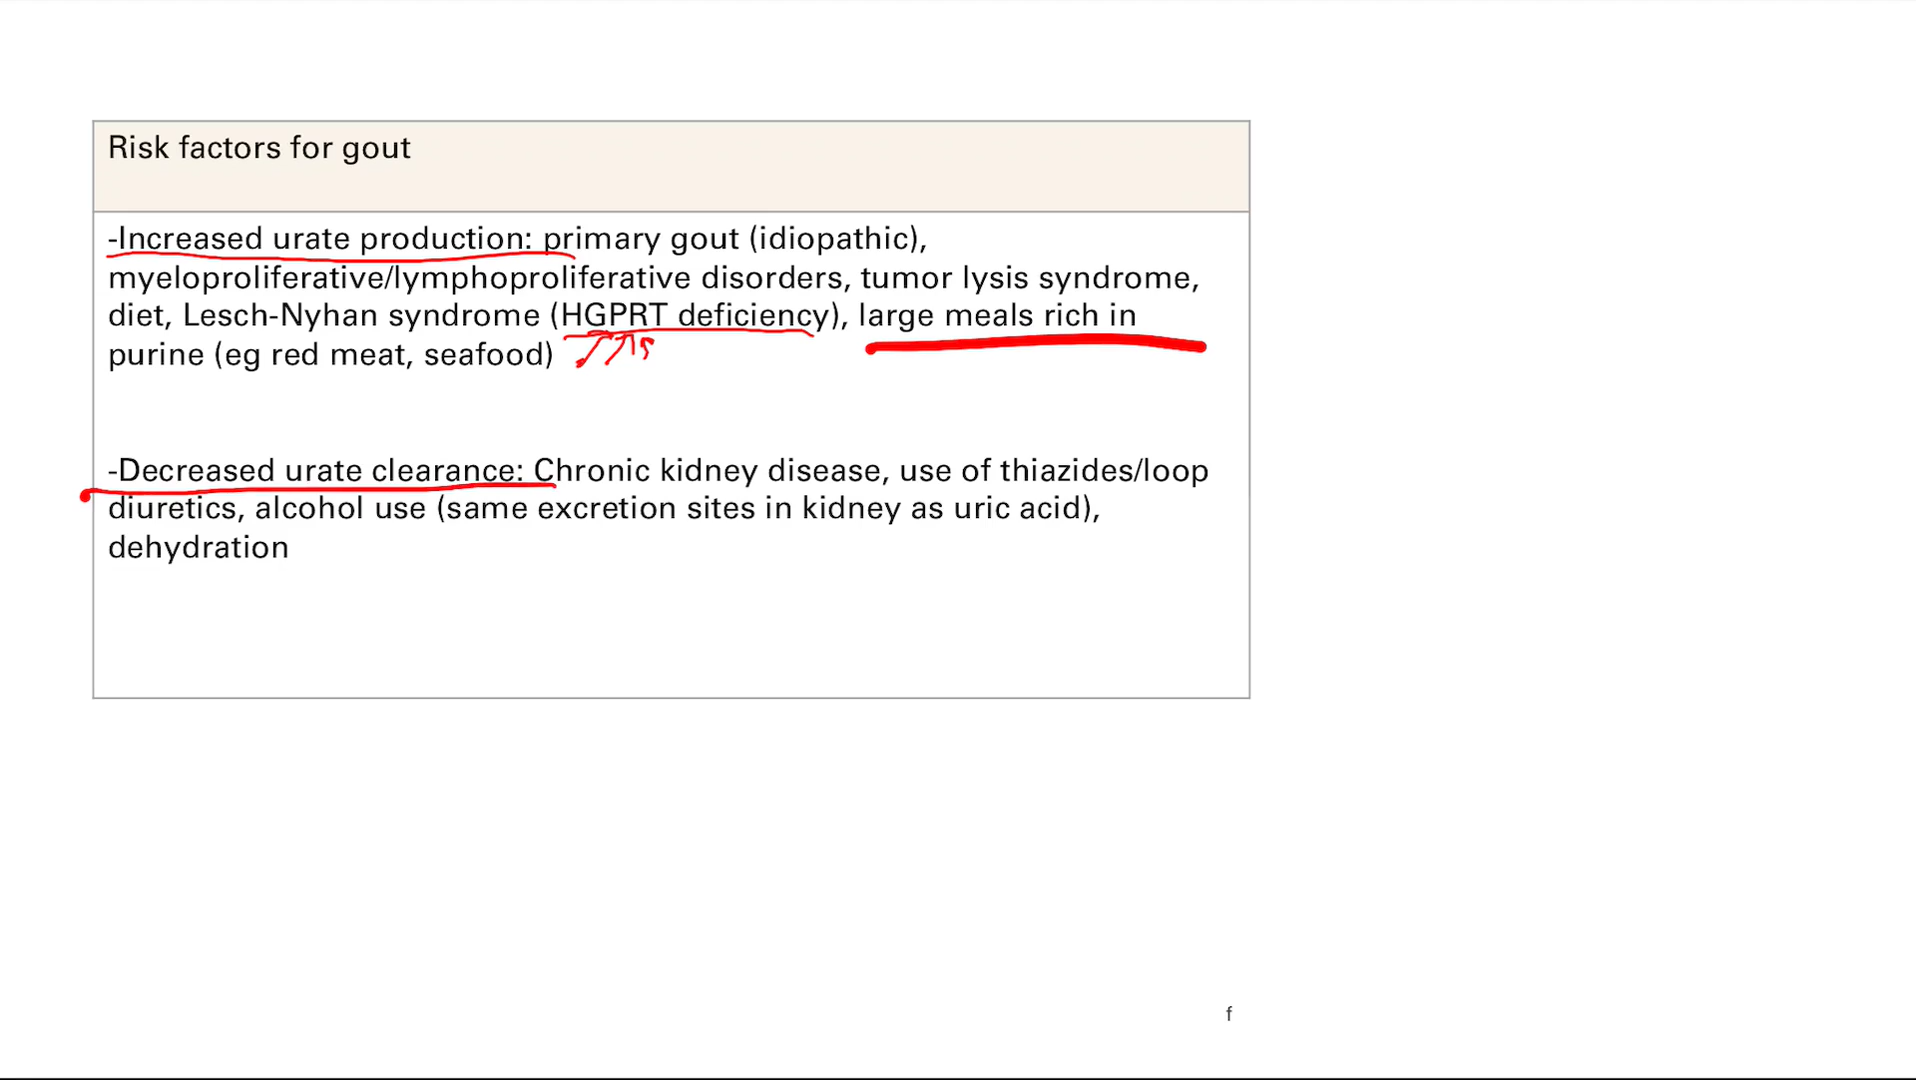 Risk factors for gout
-Increased urate production: primary gout (idiopathic),
myeloproliferative/lymphoproliferative disorders, tumor lysis syndrome,
diet, Lesch-Nyhan syndrome (HGPRT deficiency), large meals rich in
purine (eg red meat, seafood)
-Decreased urate clearance: Chronic kidney disease, use of thiazides/loop
diuretics, alcohol use (same excretion sites in kidney as uric acid),
dehydration
f